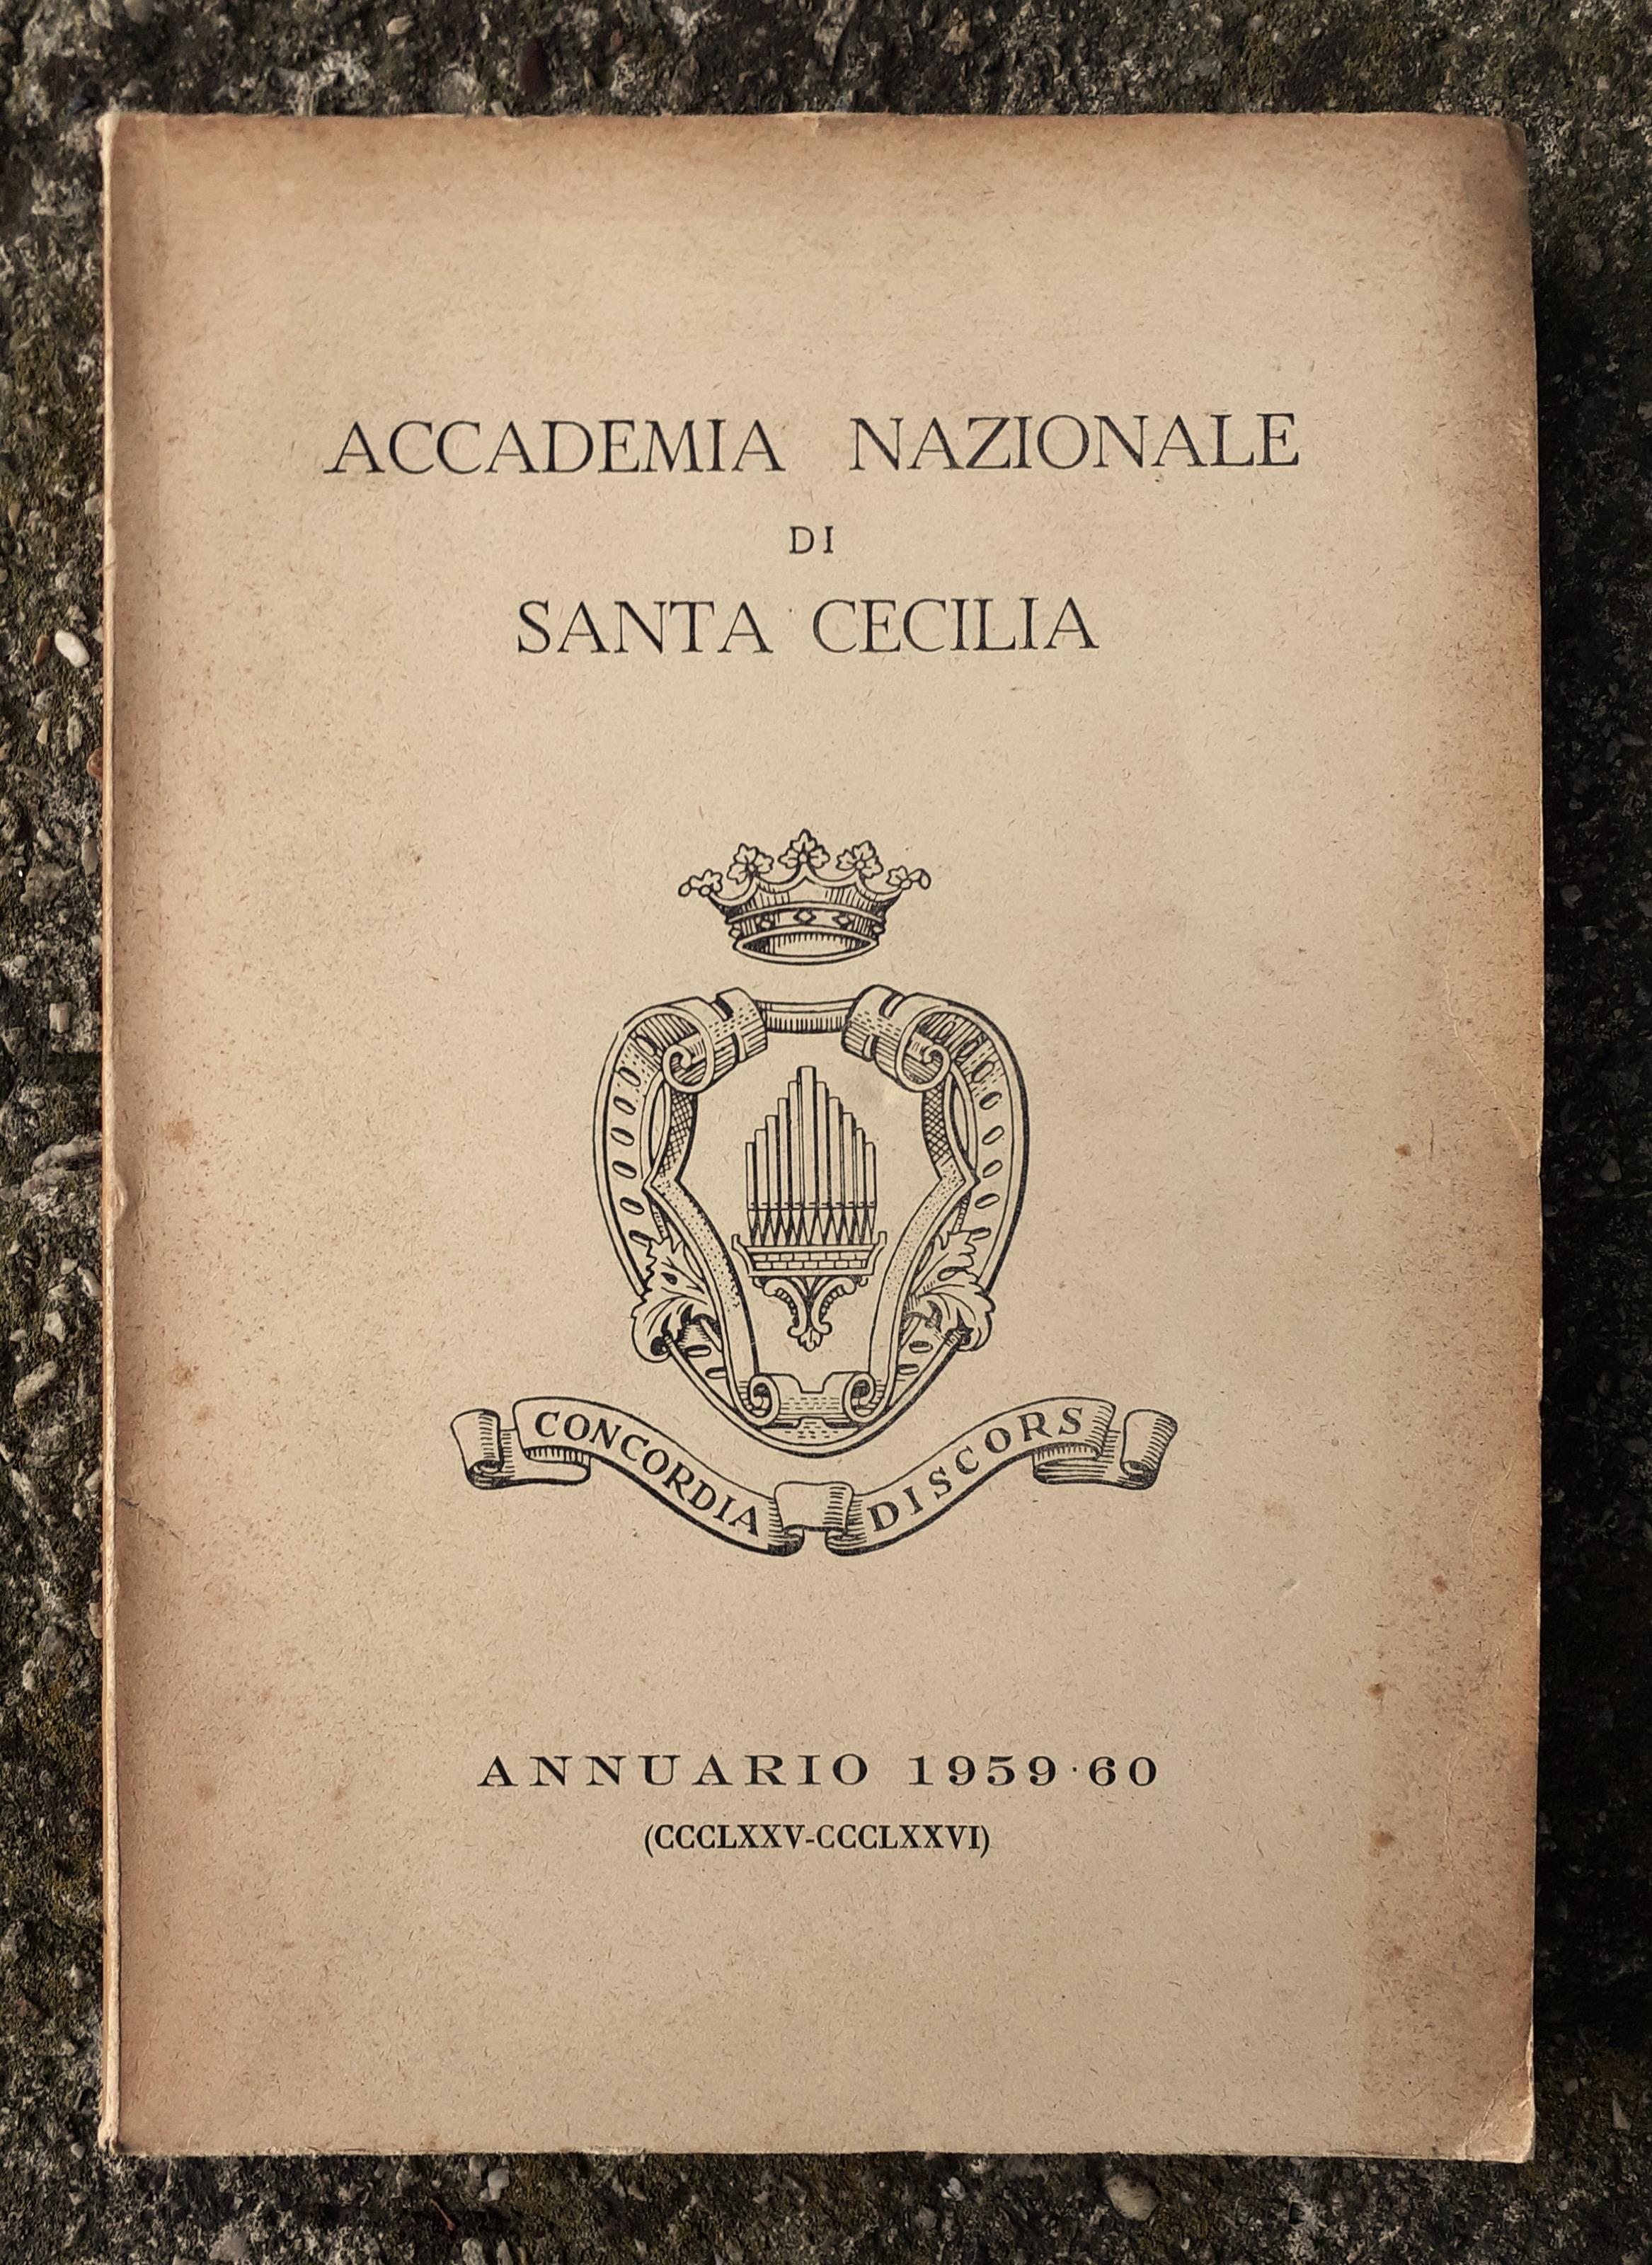 ACCADEMIA NAZIONALE
DI
SANTA CECILIA
CONCORDIA DISCORS
ANNUARIO 1959-60
(CCCLXXV-CCCLXXVI)